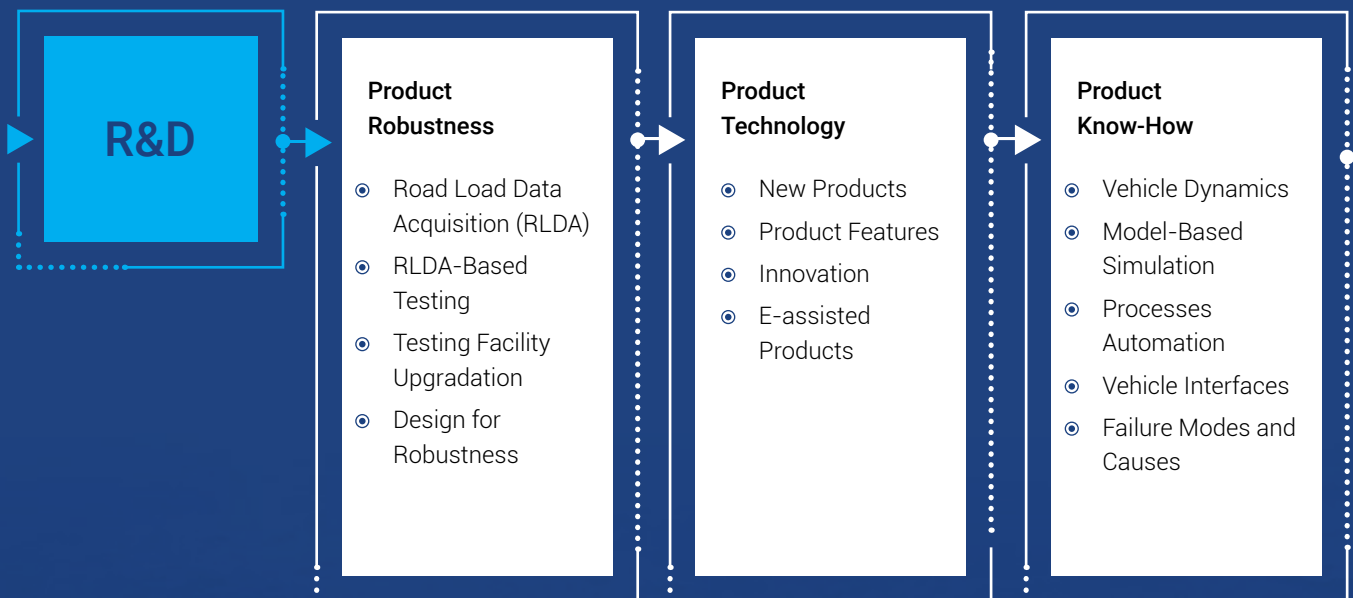 R&D
Product
Robustness
Road Load Data
Acquisition (RLDA)
RLDA-Based
Testing
Testing Facility
Upgradation
Design for
Robustness
Product
Technology
New Products
Product Features
Innovation
E-assisted
Products
Product
Know-How
Vehicle Dynamics
Model-Based
Simulation
Processes
Automation
Vehicle Interfaces
Failure Modes and
Causes